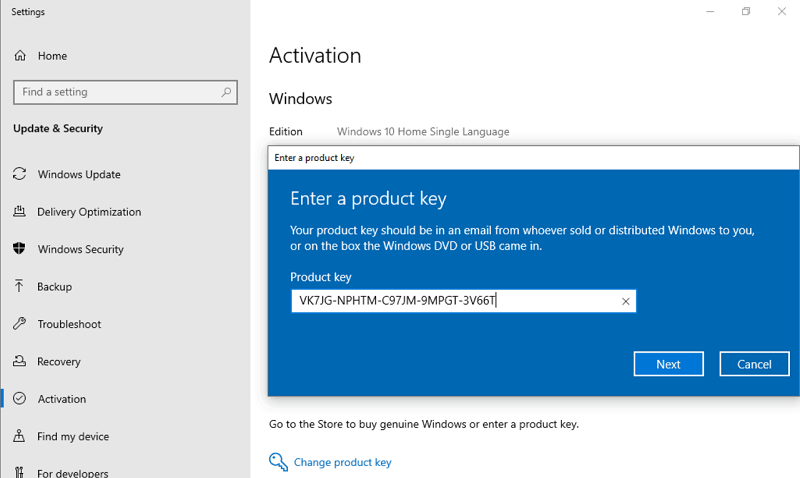 Settings
Home
Find a setting
Update & Security
Windows Update
Delivery Optimization
Windows Security
Backup
Troubleshoot
Recovery
Activation
Find my device
For developers
Activation
Windows
Edition Windows 10 Home Single Language
Enter a product key
Enter a product key
Your product key should be in an email from whoever sold or distributed Windows to you,
or on the box the Windows DVD or USB came in.
Product key
VK7JG-NPHTM-C97JM-9MPGT-3V66T
Next Cancel
Go to the Store to buy genuine Windows or enter a product key.
Change product key